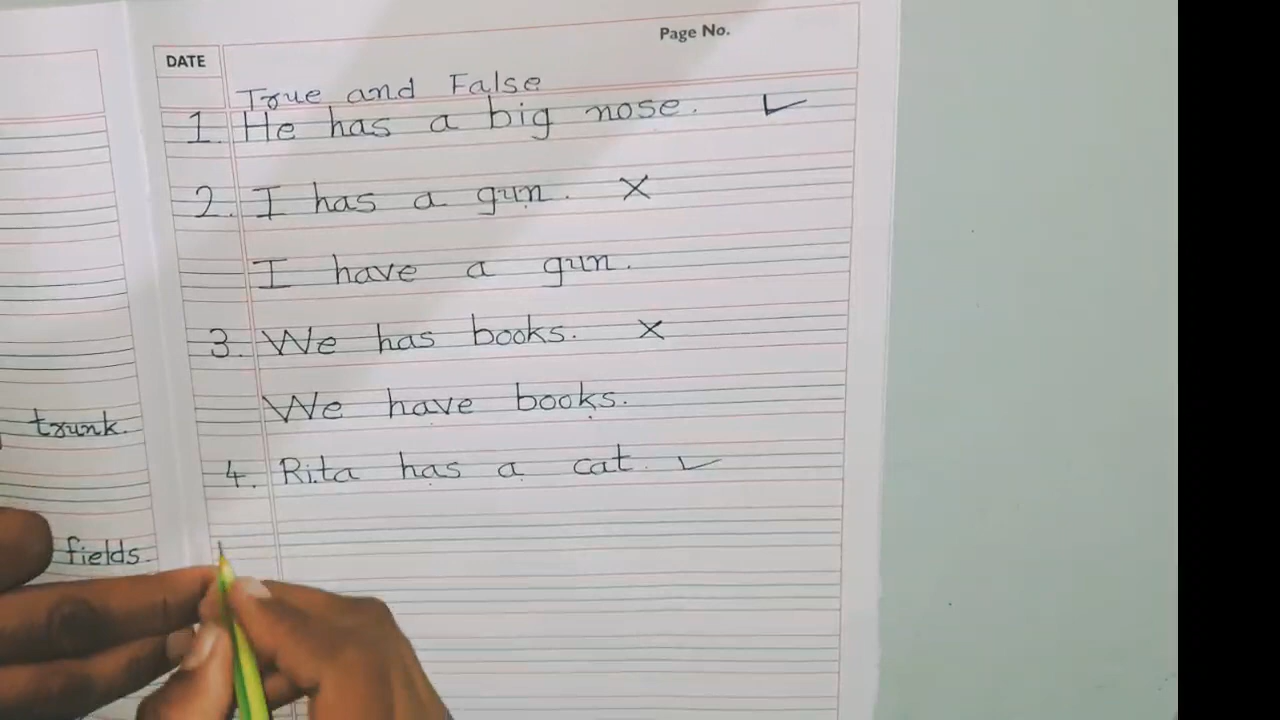 Page No.
DATE
True and False
1. He has a big nose. ✓
2. I has a gun. X
I have a gun.
3. We has books. X
We have books.
4. Rita has a cat. ✓
trunk.
fields.